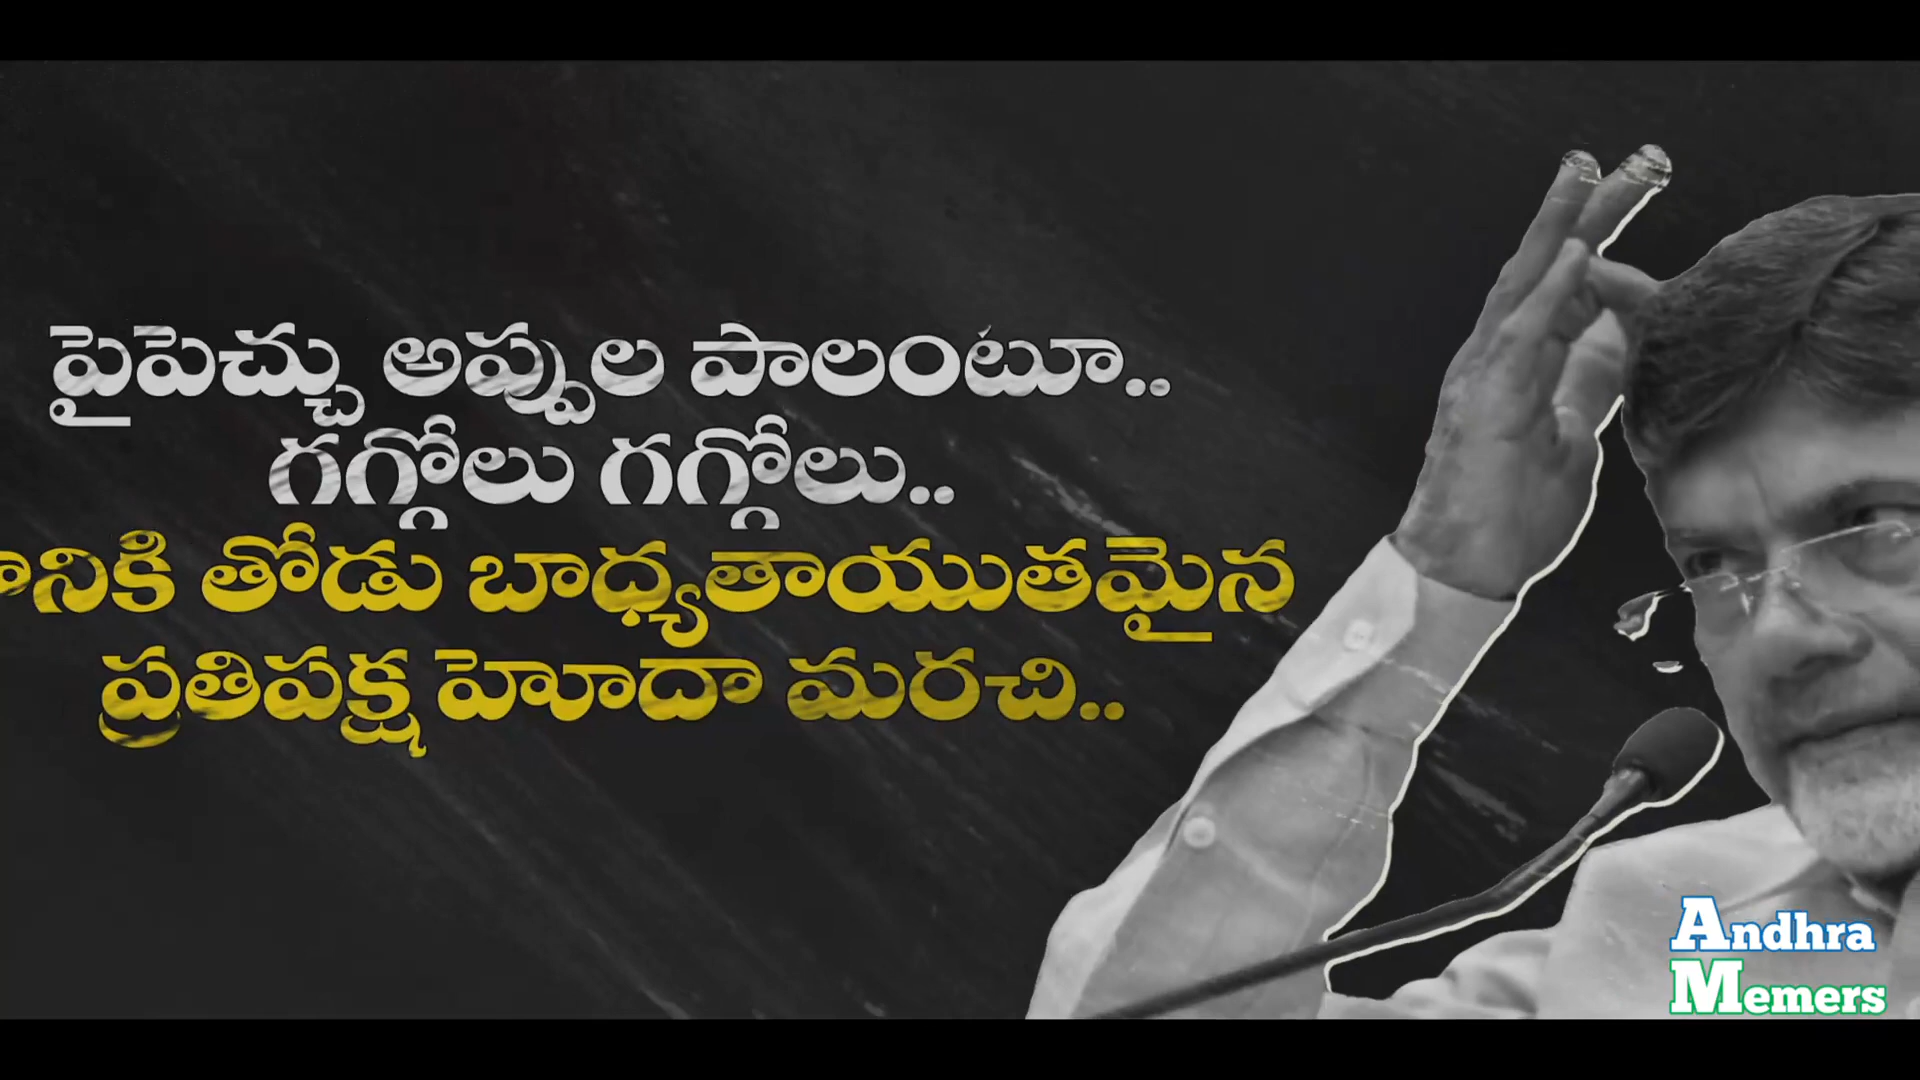 పైపెచ్చు అప్పుల పాలంటూ..
గగ్గోలు గగ్గోలు..
తోడు బాధ్యతాయుతమైన
ప్రతిపక్ష హెూదా మరచి..
Andhra
Memers